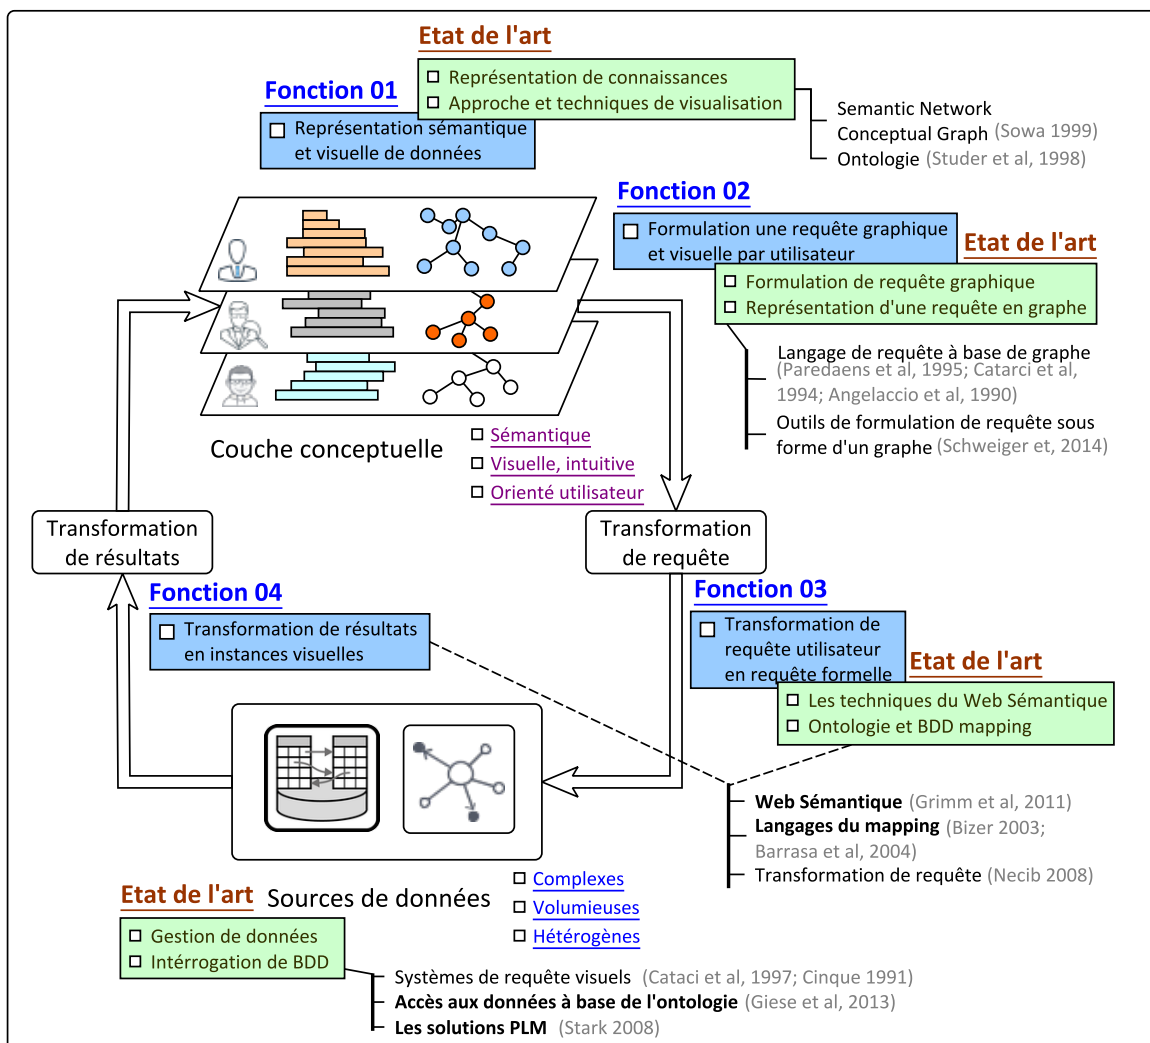 Etat de l'art
Représentation de connaissances
Approche et techniques de visualisation
Fonction 01
Représentation sémantique
et visuelle de données
Semantic Network
Conceptual Graph (Sowa 1999)
Ontologie (Studer et al, 1998)
Fonction 02
Formulation une requête graphique
et visuelle par utilisateur
Etat de l'art
Formulation de requête graphique
Représentation d'une requête en graphe
Langage de requête à base de graphe
(Paredaens et al, 1995; Catarci et al,
1994; Angelaccio et al, 1990)
Outils de formulation de requête sous
forme d'un graphe (Schweiger et, 2014)
Couche conceptuelle
Sémantique
Visuelle, intuitive
Orienté utilisateur
Transformation
de résultats
Transformation
de requête
Fonction 04
Transformation de résultats
en instances visuelles
Fonction 03
Transformation de
requête utilisateur
en requête formelle
Etat de l'art
Les techniques du Web Sémantique
Ontologie et BDD mapping
Web Sémantique (Grimm et al, 2011)
Langages du mapping (Bizer 2003;
Barrasa et al, 2004)
Transformation de requête (Necib 2008)
Sources de données
Complexes
Volumieuses
Hétérogènes
Etat de l'art
Gestion de données
Intérrogation de BDD
Systèmes de requête visuels (Cataci et al, 1997; Cinque 1991)
Accès aux données à base de l'ontologie (Giese et al, 2013)
Les solutions PLM (Stark 2008)